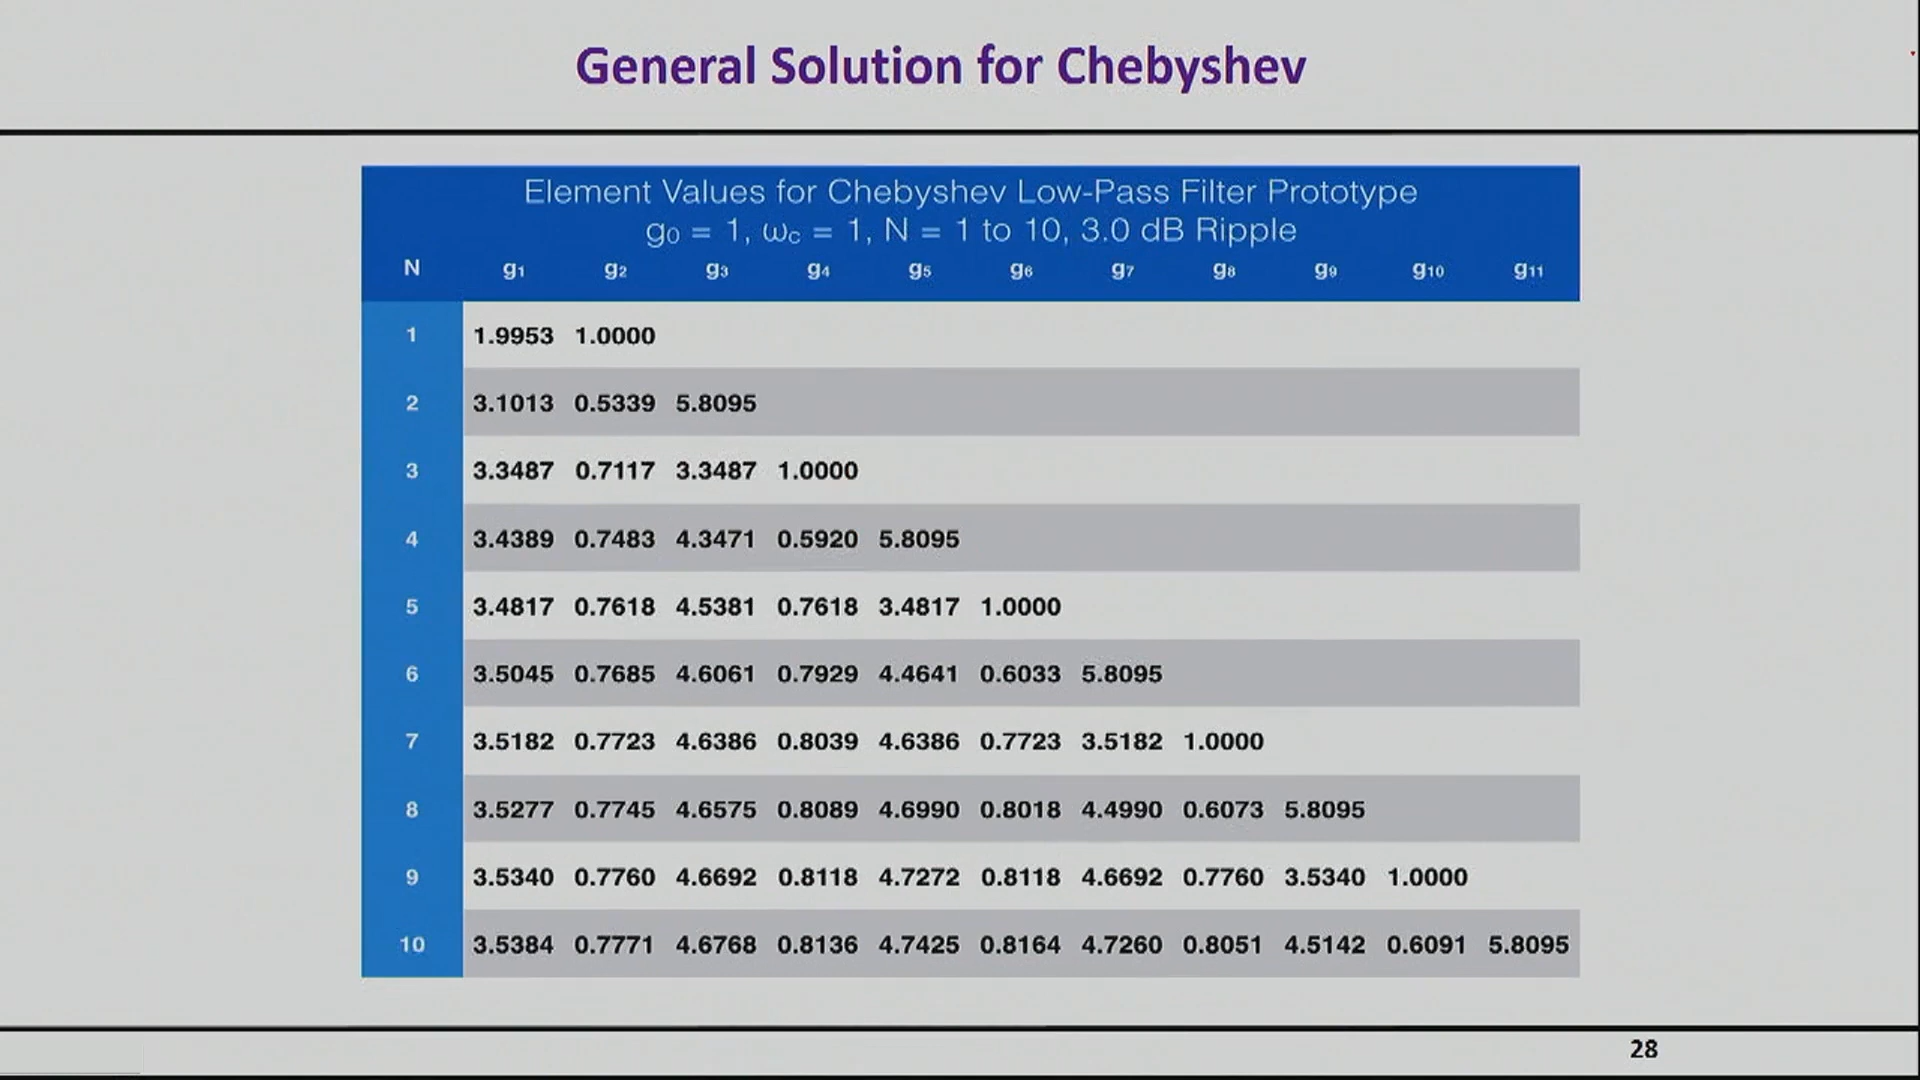 General Solution for Chebyshev
Element Values for Chebyshev Low-Pass Filter Prototype
g₀ = 1, ω꜀ = 1, N = 1 to 10, 3.0 dB Ripple
N g₁ g₂ g₃ g₄ g₅ g₆ g₇ g₈ g₉ g₁₀ g₁₁
1 1.9953 1.0000
2 3.1013 0.5339 5.8095
3 3.3487 0.7117 3.3487 1.0000
4 3.4389 0.7483 4.3471 0.5920 5.8095
5 3.4817 0.7618 4.5381 0.7618 3.4817 1.0000
6 3.5045 0.7685 4.6061 0.7929 4.4641 0.6033 5.8095
7 3.5182 0.7723 4.6386 0.8039 4.6386 0.7723 3.5182 1.0000
8 3.5277 0.7745 4.6575 0.8089 4.6990 0.8018 4.4990 0.6073 5.8095
9 3.5340 0.7760 4.6692 0.8118 4.7272 0.8118 4.6692 0.7760 3.5340 1.0000
10 3.5384 0.7771 4.6768 0.8136 4.7425 0.8164 4.7260 0.8051 4.5142 0.6091 5.8095
28